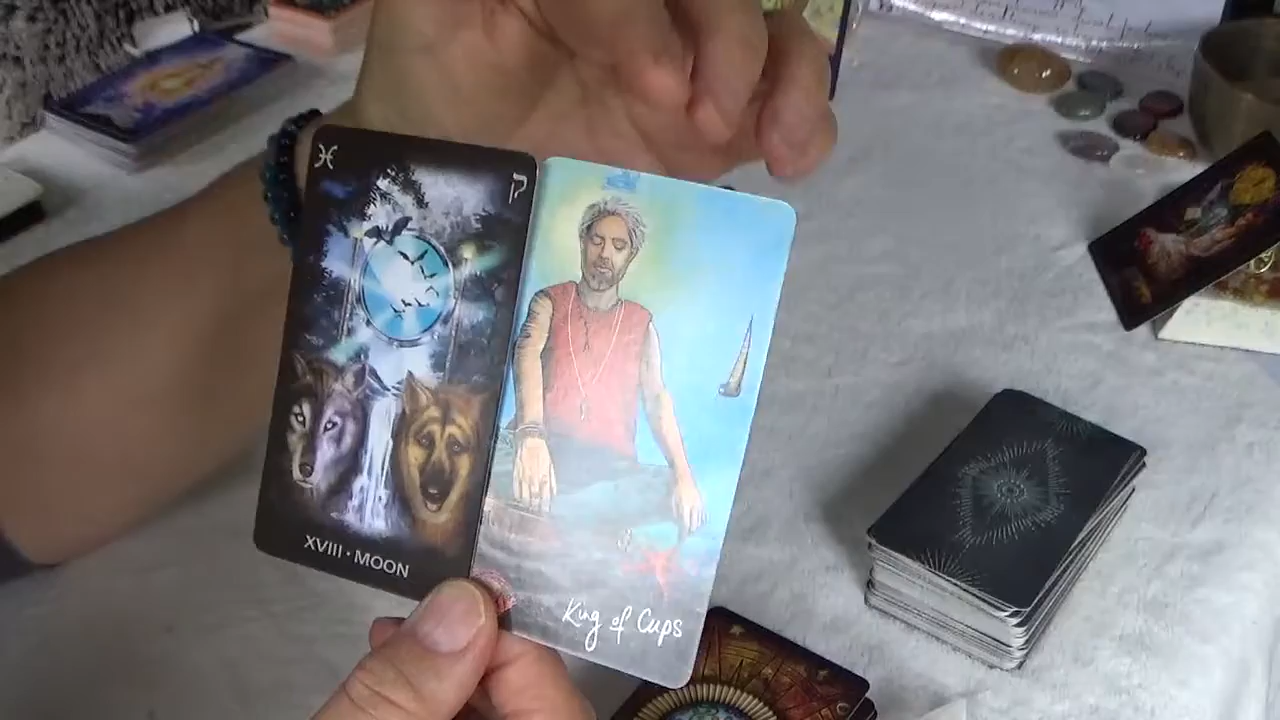 ♓ ק
XVIII · MOON
King of Cups